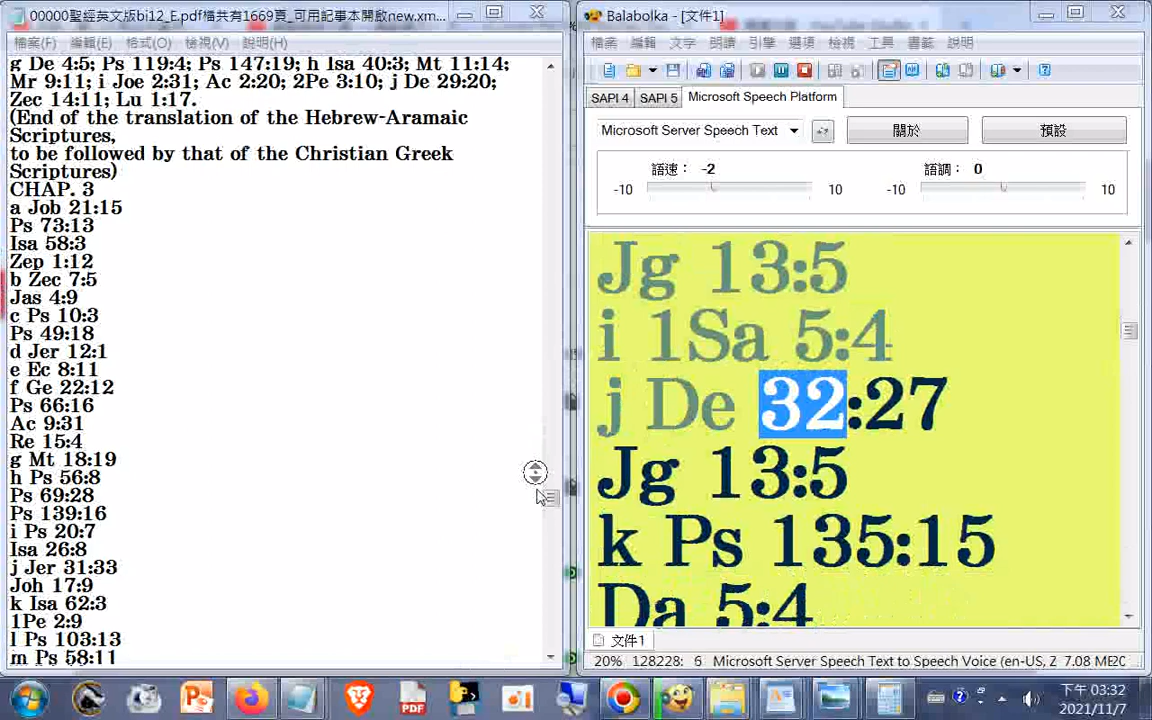 00000聖經英文版bi12_E.pdf檔共有1669頁_可用記事本開啟new.xm...
檔案(F) 編輯(E) 格式(O) 檢視(V) 說明(H)
g De 4:5; Ps 119:4; Ps 147:19; h Isa 40:3; Mt 11:14;
Mr 9:11; i Joe 2:31; Ac 2:20; 2Pe 3:10; j De 29:20;
Zec 14:11; Lu 1:17.
(End of the translation of the Hebrew-Aramaic
Scriptures,
to be followed by that of the Christian Greek
Scriptures)
CHAP. 3
a Job 21:15
Ps 73:13
Isa 58:3
Zep 1:12
b Zec 7:5
Jas 4:9
c Ps 10:3
Ps 49:18
d Jer 12:1
e Ec 8:11
f Ge 22:12
Ps 66:16
Ac 9:31
Re 15:4
g Mt 18:19
h Ps 56:8
Ps 69:28
Ps 139:16
i Ps 20:7
Isa 26:8
j Jer 31:33
Joh 17:9
k Isa 62:3
1Pe 2:9
l Ps 103:13
m Ps 58:11
Balabolka - [文件1]
檔案 編輯 文字 朗讀 引擎 選項 檢視 工具 書籤 說明
SAPI 4 SAPI 5 Microsoft Speech Platform
Microsoft Server Speech Text 關於 預設
語速： -2 語調： 0
-10 10 -10 10
Jg 13:5
i 1Sa 5:4
j De 32:27
Jg 13:5
k Ps 135:15
Da 5:4
文件1
20% 128228: 6 Microsoft Server Speech Text to Speech Voice (en-US, Z
PDF
下午 03:32
2021/11/7